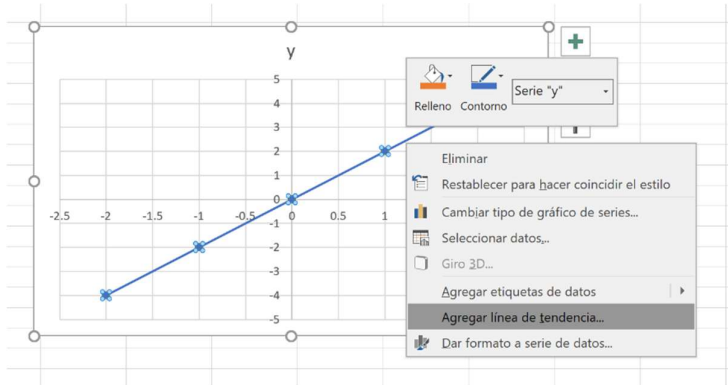 y
5
4
3
2
1
0
-2.5 -2 -1.5 -1 -0.5 0 0.5 1
-1
-2
-3
-4
-5
Relleno Contorno Serie "y"
Eliminar
Restablecer para hacer coincidir el estilo
Cambiar tipo de gráfico de series...
Seleccionar datos...
Giro 3D...
Agregar etiquetas de datos
Agregar línea de tendencia...
Dar formato a serie de datos...